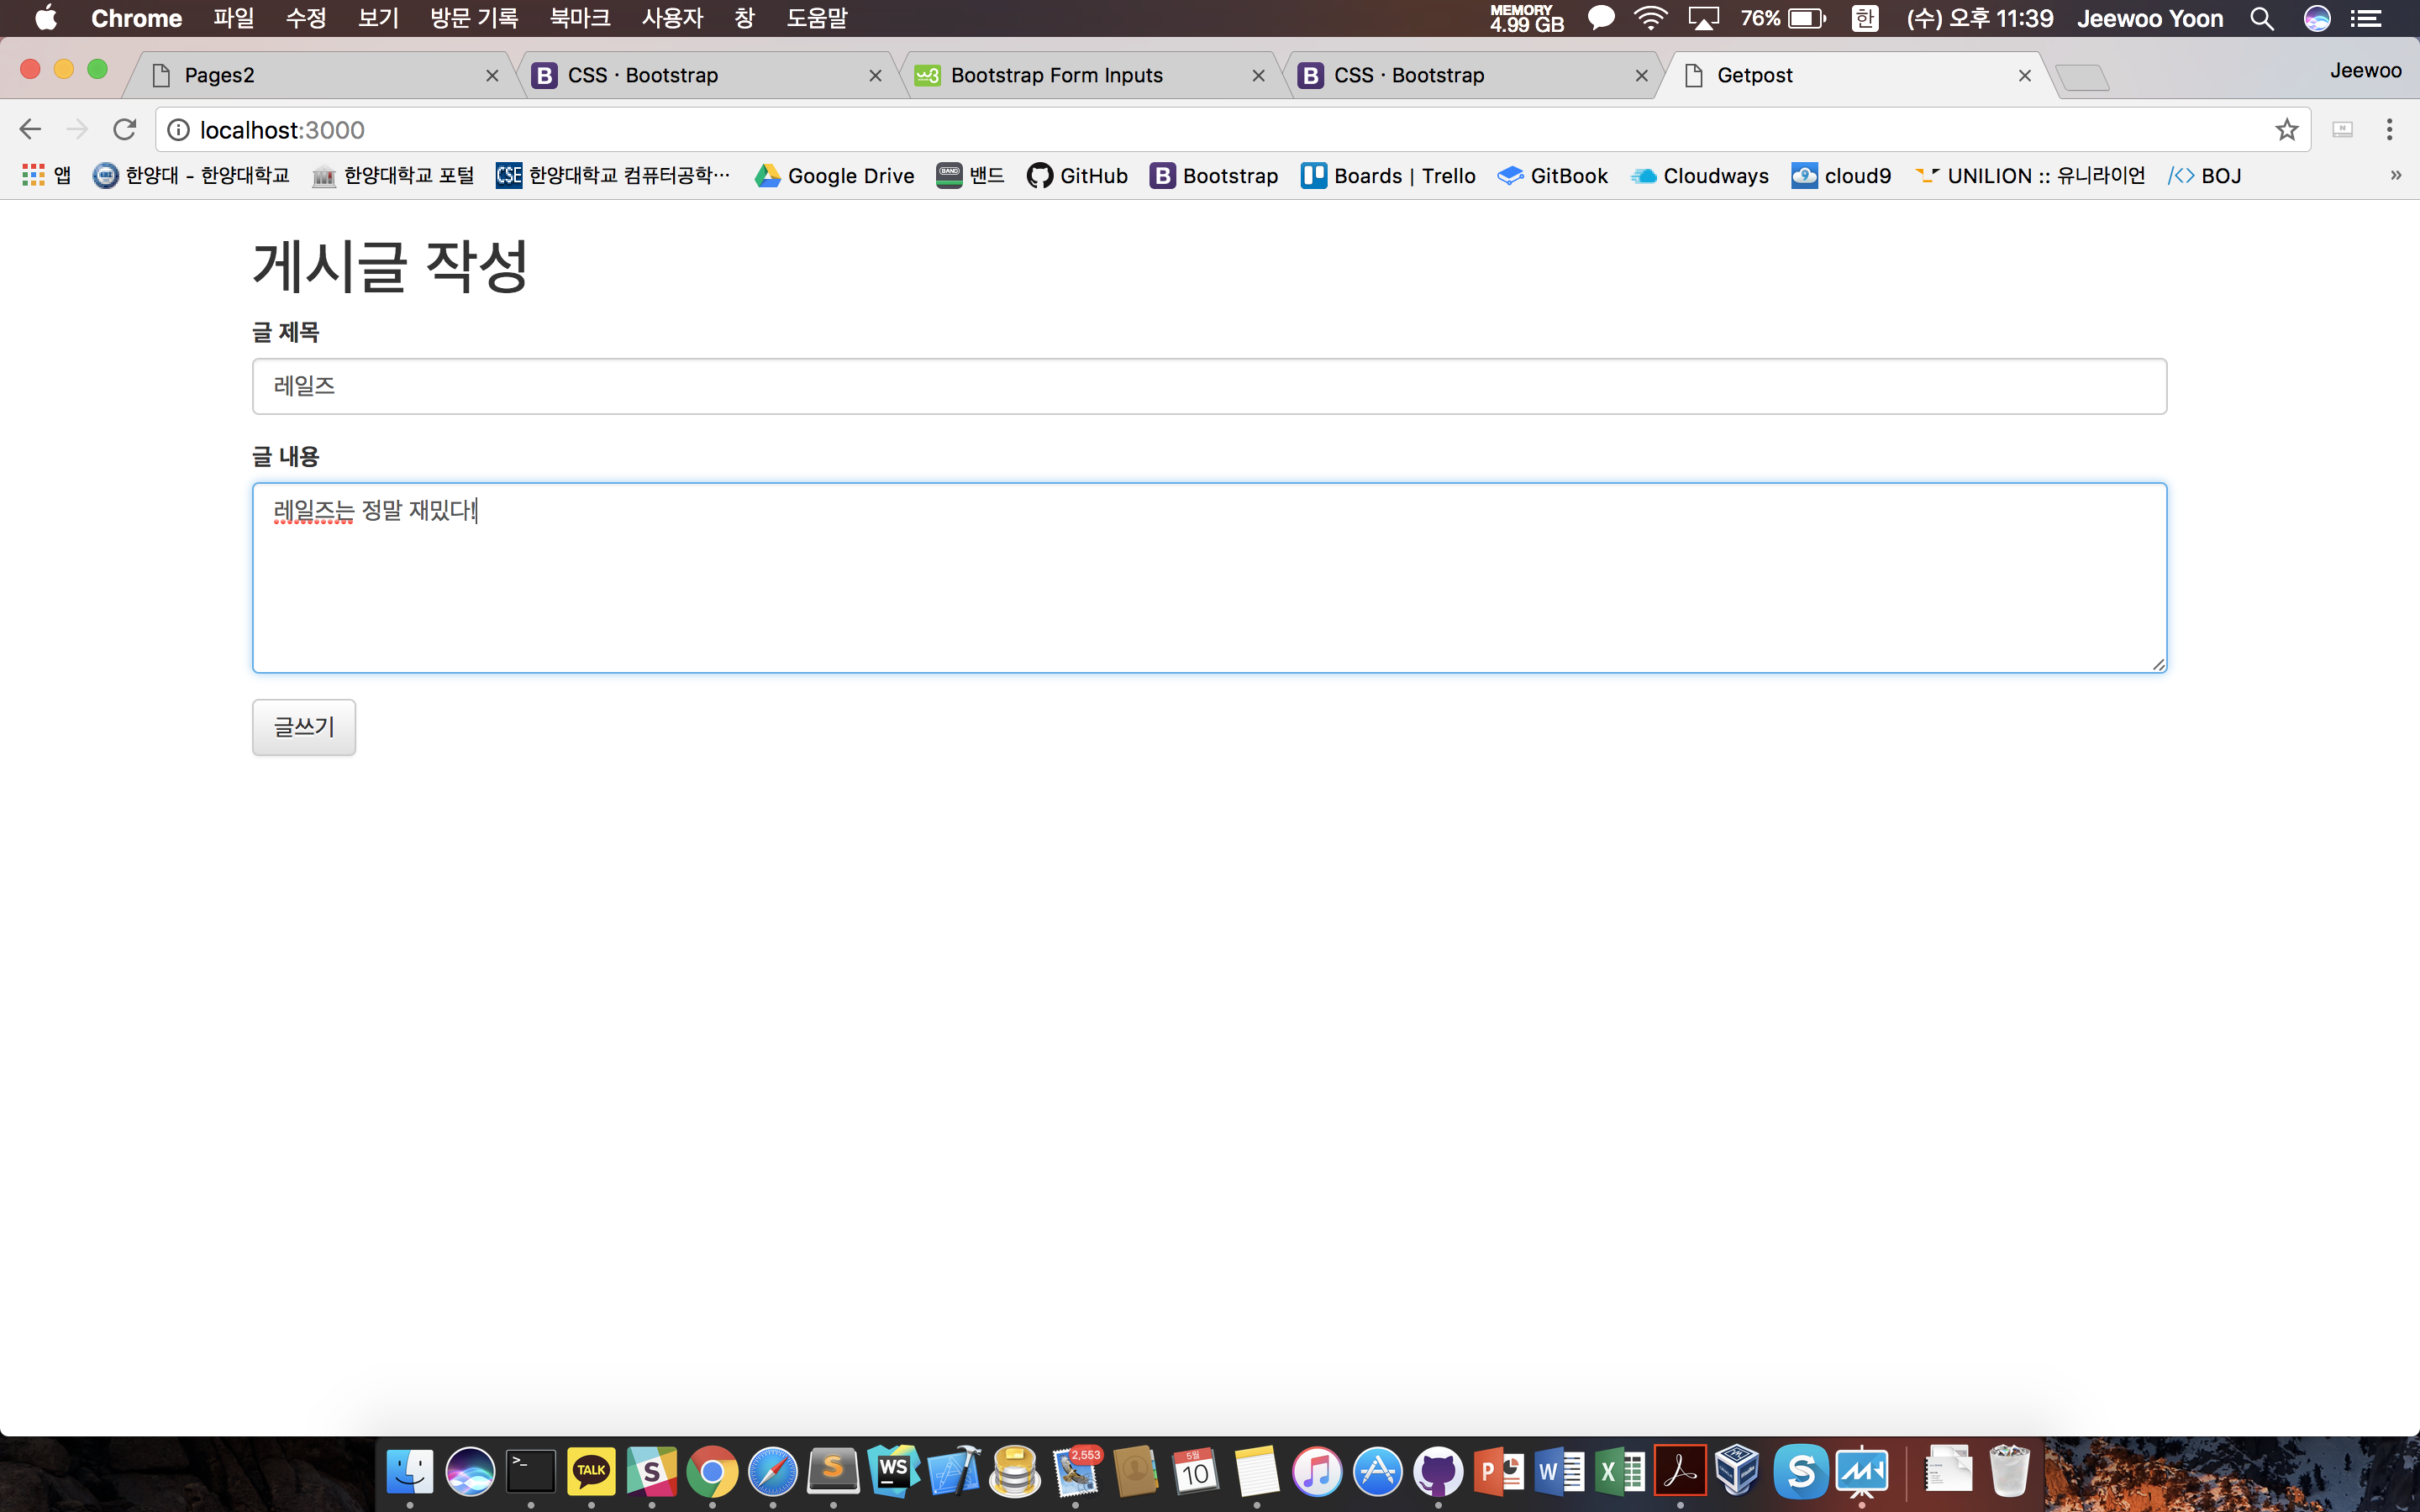 Chrome 파일 수정 보기 방문 기록 북마크 사용자 창 도움말 MEMORY 4.99 GB 76% 한 (수) 오후 11:39 Jeewoo Yoon
Pages2 B CSS · Bootstrap w3 Bootstrap Form Inputs B CSS · Bootstrap Getpost Jeewoo
localhost:3000
앱 한양대 - 한양대학교 한양대학교 포털 CSE 한양대학교 컴퓨터공학… Google Drive BAND 밴드 GitHub B Bootstrap Boards | Trello GitBook Cloudways 9 cloud9 UNILION :: 유니라이언 /<> BOJ »
게시글 작성
글 제목
레일즈
글 내용
레일즈는 정말 재밌다!
글쓰기
>_ TALK S S WS 2,553 5월 10 P W X S